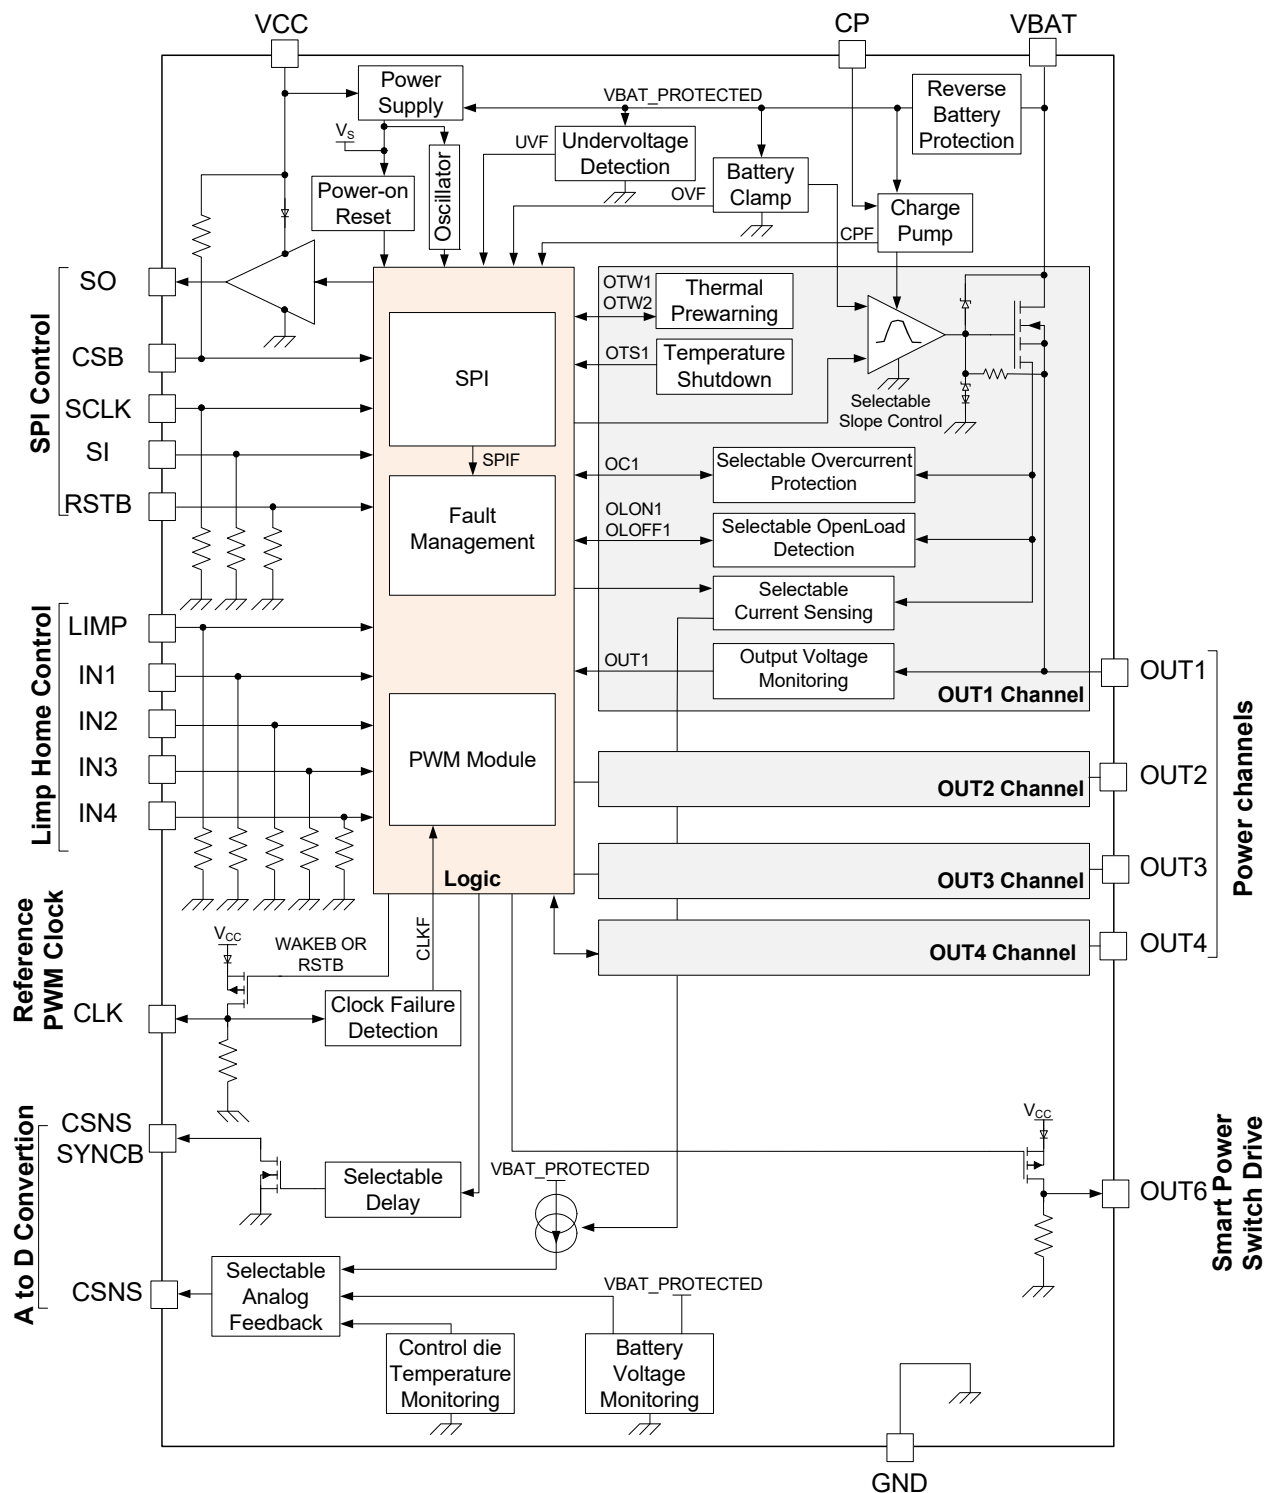 VCC
CP
VBAT
Power
Supply
VBAT_PROTECTED
Reverse
Battery
Protection
VS
UVF
Undervoltage
Detection
Oscillator
Power-on
Reset
OVF
Battery
Clamp
Charge
Pump
CPF
SPI Control
SO
CSB
SCLK
SI
RSTB
SPI
SPIF
Fault
Management
PWM Module
Logic
OTW1
OTW2
Thermal
Prewarning
OTS1
Temperature
Shutdown
Selectable
Slope Control
OC1
Selectable Overcurrent
Protection
OLON1
OLOFF1
Selectable OpenLoad
Detection
Selectable
Current Sensing
OUT1
Output Voltage
Monitoring
OUT1 Channel
OUT2 Channel
OUT3 Channel
OUT4 Channel
OUT1
OUT2
OUT3
OUT4
Power channels
Limp Home Control
LIMP
IN1
IN2
IN3
IN4
Reference
PWM Clock
CLK
VCC
WAKEB OR
RSTB
CLKF
Clock Failure
Detection
A to D Convertion
CSNS
SYNCB
Selectable
Delay
VBAT_PROTECTED
VCC
OUT6
Smart Power
Switch Drive
CSNS
Selectable
Analog
Feedback
VBAT_PROTECTED
Control die
Temperature
Monitoring
Battery
Voltage
Monitoring
GND